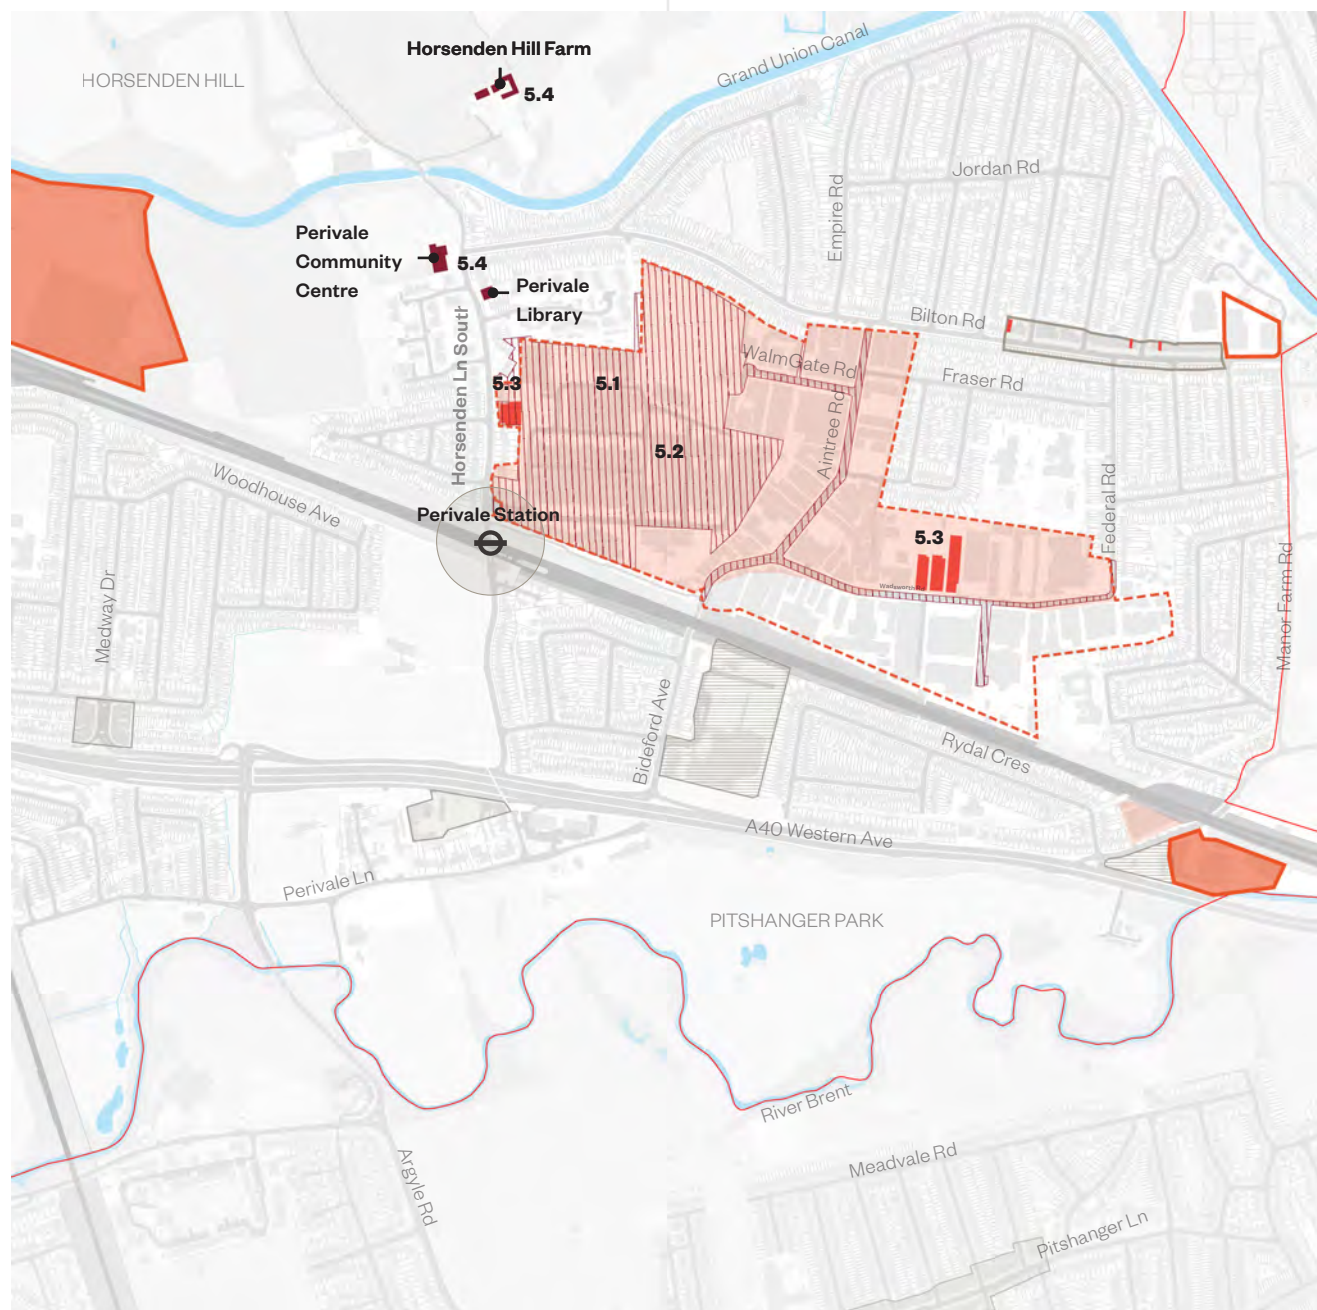 Horsenden Hill Farm
HORSENDEN HILL
5.4
Grand Union Canal
Jordan Rd
Empire Rd
Perivale
Community
Centre
5.4
Perivale
Library
Horsenden Ln South
Bilton Rd
WalmGate Rd
Fraser Rd
5.3
5.1
5.2
Aintree Rd
Woodhouse Ave
Perivale Station
5.3
Federal Rd
Wadsworth Rd
Manor Farm Rd
Medway Dr
Bideford Ave
Rydal Cres
A40 Western Ave
Perivale Ln
PITSHANGER PARK
River Brent
Argyle Rd
Meadvale Rd
Pitshanger Ln